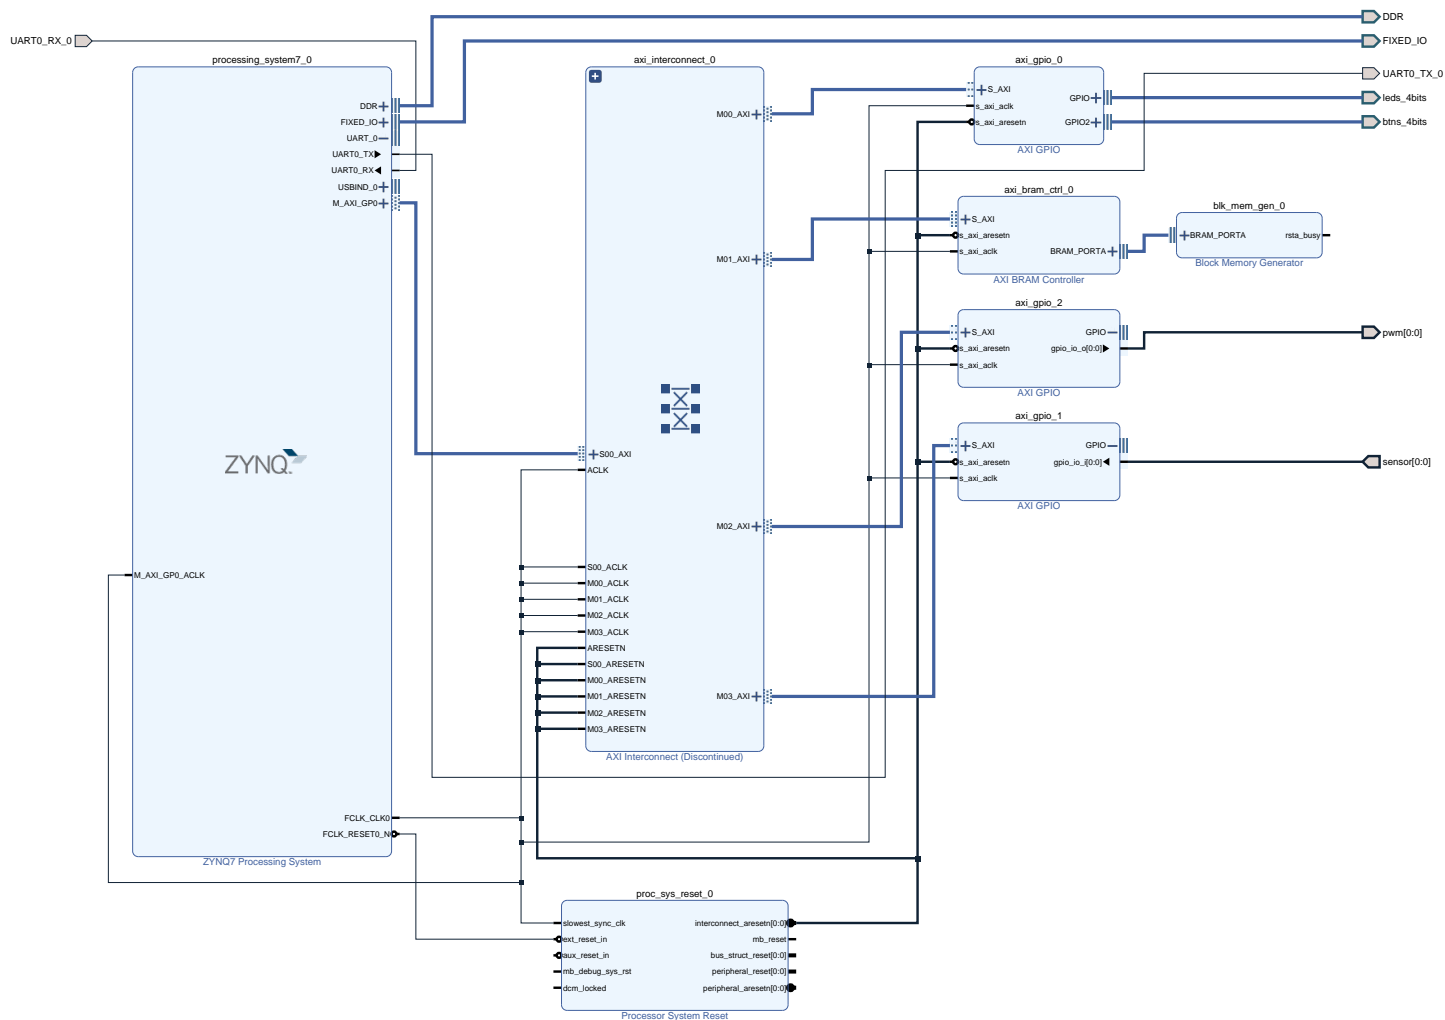 DDR
UART0_RX_0
FIXED_IO
processing_system7_0
axi_interconnect_0
axi_gpio_0
UART0_TX_0
DDR
FIXED_IO
UART_0
UART0_TX
UART0_RX
USBIND_0
M_AXI_GP0
ZYNQ
M_AXI_GP0_ACLK
FCLK_CLK0
FCLK_RESET0_N
ZYNQ7 Processing System
M00_AXI
M01_AXI
S00_AXI
ACLK
M02_AXI
S00_ACLK
M00_ACLK
M01_ACLK
M02_ACLK
M03_ACLK
ARESETN
S00_ARESETN
M00_ARESETN
M01_ARESETN
M03_AXI
M02_ARESETN
M03_ARESETN
AXI Interconnect (Discontinued)
S_AXI
s_axi_aclk
s_axi_aresetn
GPIO
GPIO2
AXI GPIO
leds_4bits
btns_4bits
axi_bram_ctrl_0
S_AXI
s_axi_aresetn
s_axi_aclk
BRAM_PORTA
AXI BRAM Controller
blk_mem_gen_0
BRAM_PORTA
rsta_busy
Block Memory Generator
axi_gpio_2
S_AXI
s_axi_aresetn
s_axi_aclk
GPIO
gpio_io_o[0:0]
AXI GPIO
pwm[0:0]
axi_gpio_1
S_AXI
s_axi_aresetn
s_axi_aclk
GPIO
gpio_io_i[0:0]
AXI GPIO
sensor[0:0]
proc_sys_reset_0
slowest_sync_clk
ext_reset_in
aux_reset_in
mb_debug_sys_rst
dcm_locked
interconnect_aresetn[0:0]
mb_reset
bus_struct_reset[0:0]
peripheral_reset[0:0]
peripheral_aresetn[0:0]
Processor System Reset